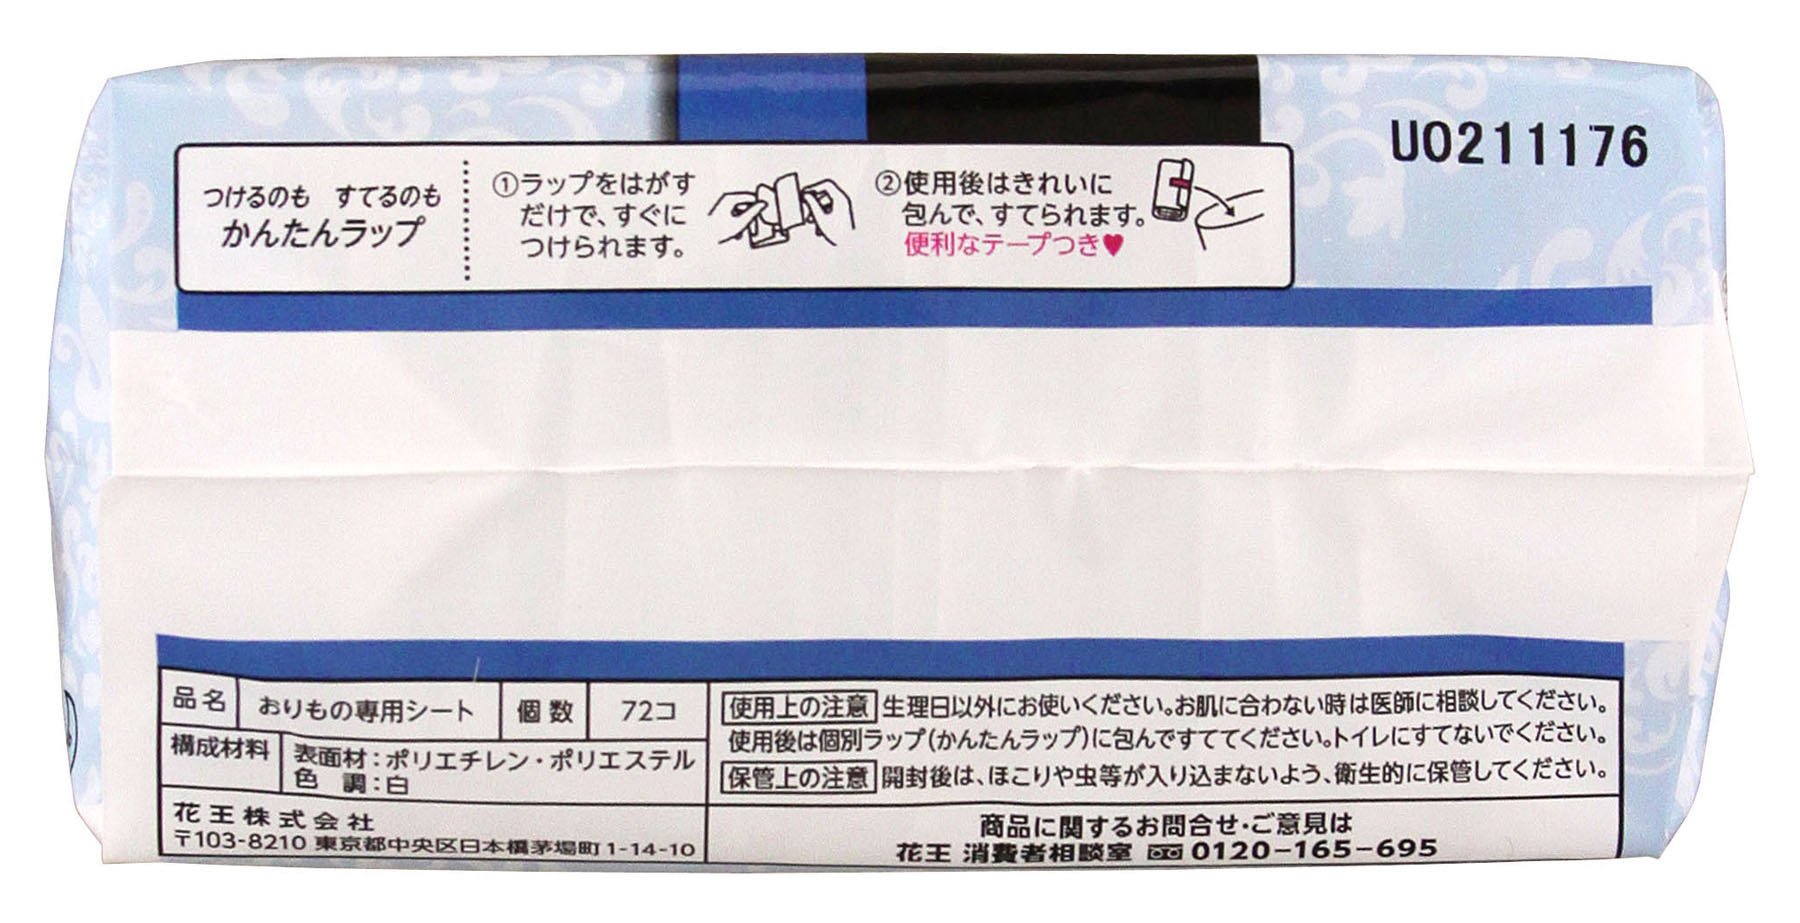 UO211176
つけるのも すてるのも
かんたんラップ
①ラップをはがす
だけで、すぐに
つけられます。
②使用後はきれいに
包んで、すてられます。
便利なテープつき♥
品名 おりもの専用シート 個数 72コ
構成材料 表面材:ポリエチレン・ポリエステル
色 調:白
花王株式会社
〒103-8210 東京都中央区日本橋茅場町1-14-10
使用上の注意 生理日以外にお使いください。お肌に合わない時は医師に相談してください。
使用後は個別ラップ(かんたんラップ)に包んですててください。トイレにすてないでください。
保管上の注意 開封後は、ほこりや虫等が入り込まないよう、衛生的に保管してください。
商品に関するお問合せ・ご意見は
花王 消費者相談室 0120-165-695